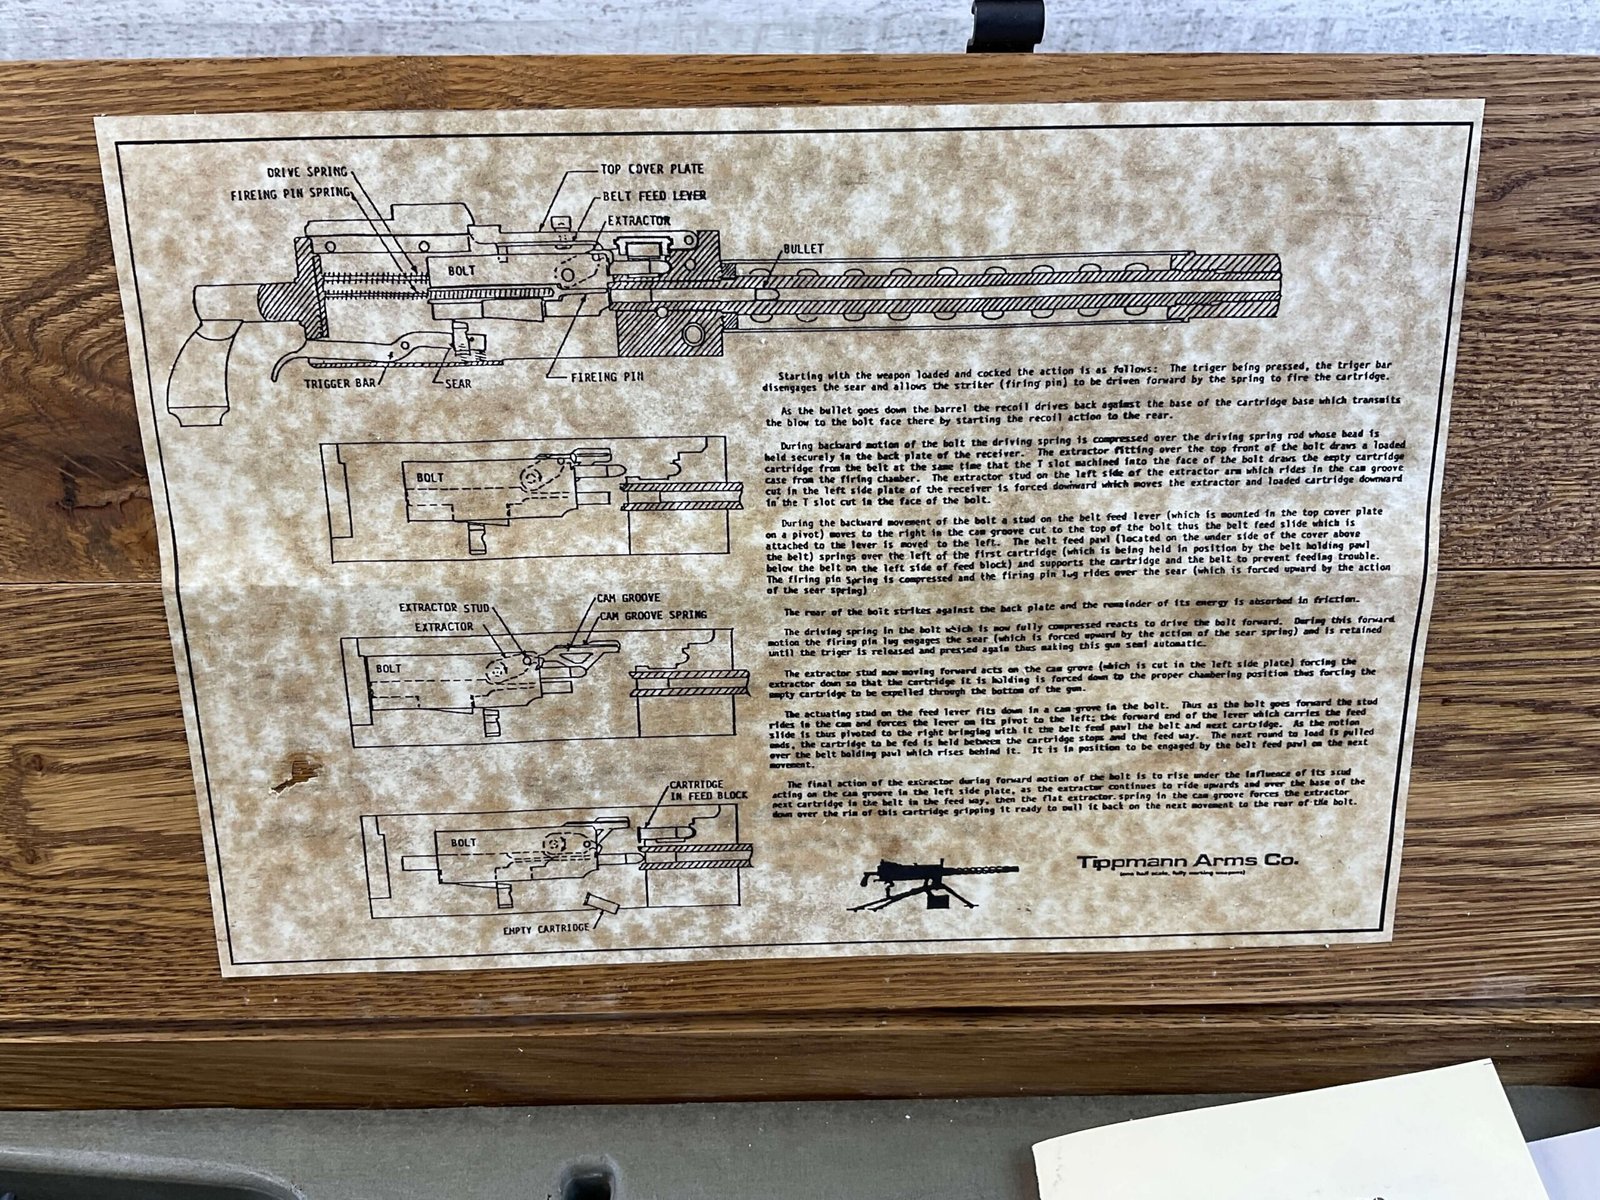 DRIVE SPRING
FIREING PIN SPRING
TOP COVER PLATE
BELT FEED LEVER
EXTRACTOR
BULLET
BOLT
TRIGGER BAR
SEAR
FIREING PIN
Starting with the weapon loaded and cocked the action is as follows: The triger being pressed, the triger bar
disengages the sear and allows the striker (firing pin) to be driven forward by the spring to fire the cartridge.
As the bullet goes down the barrel the recoil drives back against the base of the cartridge base which transmits
the blow to the bolt face there by starting the recoil action to the rear.
During backward motion of the bolt the driving spring is compressed over the driving spring rod whose head is
held securely in the back plate of the receiver. The extractor fitting over the top front of the bolt draws a loaded
cartridge from the belt at the same time that the T slot machined into the face of the bolt draws the empty cartridge
case from the firing chamber. The extractor stud on the left side of the extractor arm which rides in the cam groove
cut in the left side plate of the receiver is forced downward which moves the extractor and loaded cartridge downward
in the T slot cut in the face of the bolt.
During the backward movement of the bolt a stud on the belt feed lever (which is mounted in the top cover plate
on a pivot) moves to the right in the cam groove cut to the top of the bolt thus the belt feed slide which is
attached to the lever is moved to the left. The belt feed pawl (located on the under side of the cover above
the belt) springs over the left of the first cartridge (which is being held in position by the belt holding pawl
below the belt on the left side of feed block) and supports the cartridge and the belt to prevent feeding trouble.
The firing pin Spring is compressed and the firing pin lug rides over the sear (which is forced upward by the action
of the sear spring)
The rear of the bolt strikes against the back plate and the remainder of its energy is absorbed in friction.
The driving spring in the bolt which is now fully compressed reacts to drive the bolt forward. During this forward
motion the firing pin lug engages the sear (which is forced upward by the action of the sear spring) and is retained
until the triger is released and pressed again thus making this gun semi automatic.
The extractor stud now moving forward acts on the cam grove (which is cut in the left side plate) forcing the
extractor down so that the cartridge it is holding is forced down to the proper chambering position thus forcing the
empty cartridge to be expelled through the bottom of the gun.
The actuating stud on the feed lever fits down in a cam grove in the bolt. Thus as the bolt goes forward the stud
rides in the cam and forces the lever on its pivot to the left; the forward end of the lever which carries the feed
slide is thus pivoted to the right bringing with it the belt feed pawl the belt and next cartridge. As the motion
ends, the cartridge to be fed is held between the cartridge stops and the feed way. The next round to load is pulled
over the belt holding pawl which rises behind it. It is in position to be engaged by the belt feed pawl on the next
movement.
The final action of the extractor during forward motion of the bolt is to rise under the influence of its stud
acting on the cam groove in the left side plate, as the extractor continues to ride upwards and over the base of the
next cartridge in the belt in the feed way, then the flat extractor spring in the cam groove forces the extractor
down over the rim of this cartridge gripping it ready to pull it back on the next movement to the rear of the bolt.
BOLT
CAM GROOVE
EXTRACTOR STUD
CAM GROOVE SPRING
EXTRACTOR
BOLT
CARTRIDGE
IN FEED BLOCK
BOLT
EMPTY CARTRIDGE
Tippmann Arms Co.
(one half scale, fully working weapons)